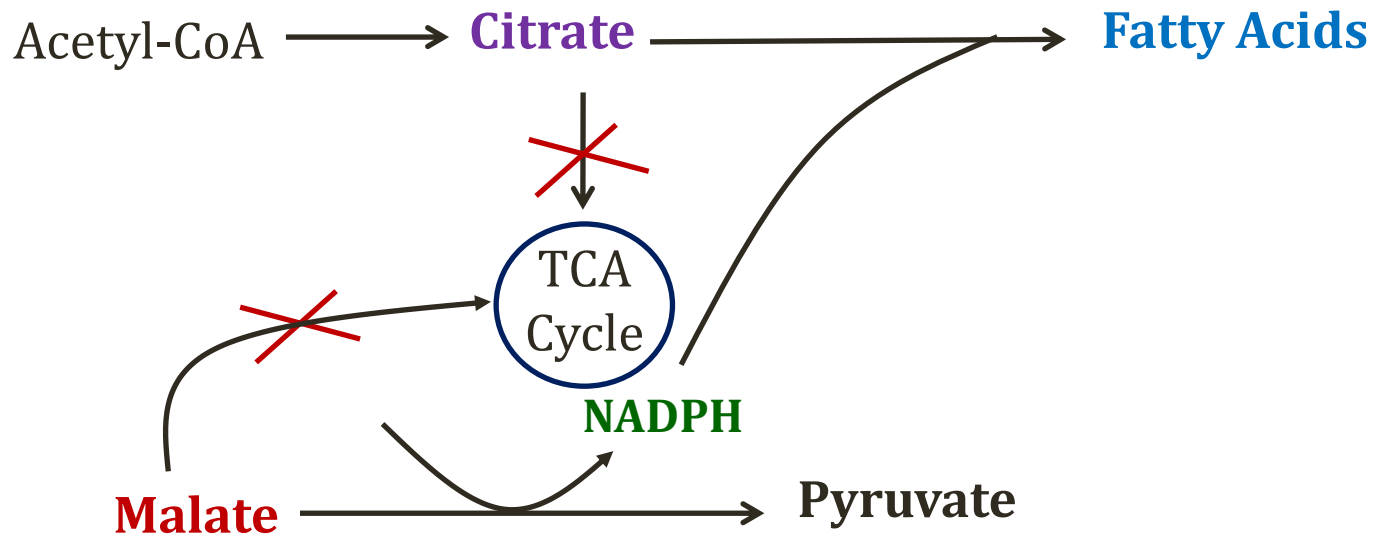 Acetyl-CoA
Citrate
Fatty Acids
TCA
Cycle
NADPH
Malate
Pyruvate